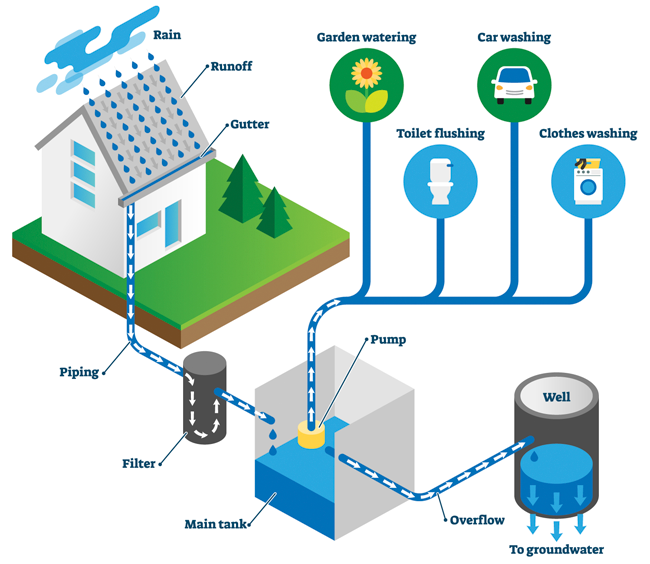 Rain
Runoff
Gutter
Garden watering
Car washing
Toilet flushing
Clothes washing
Pump
Piping
Well
Filter
Main tank
Overflow
To groundwater